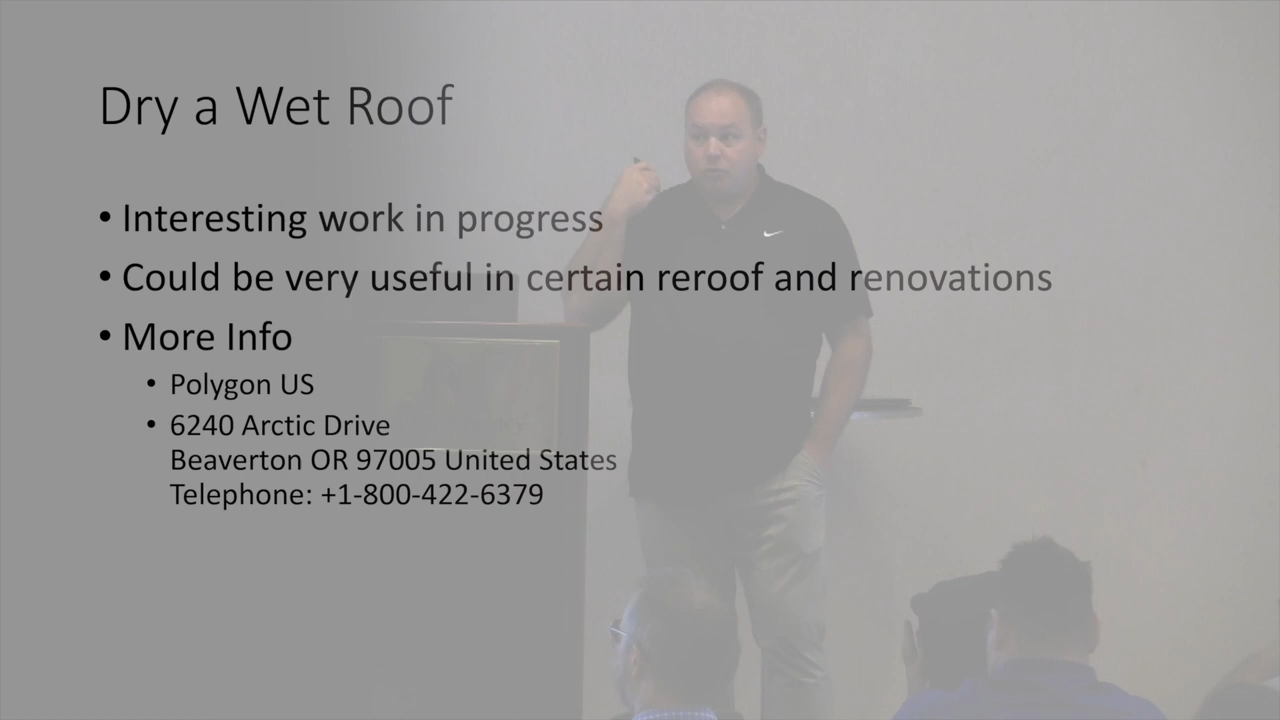 Dry a Wet Roof
• Interesting work in progress
• Could be very useful in certain reroof and renovations
• More Info
• Polygon US
• 6240 Arctic Drive
Beaverton OR 97005 United States
Telephone: +1-800-422-6379